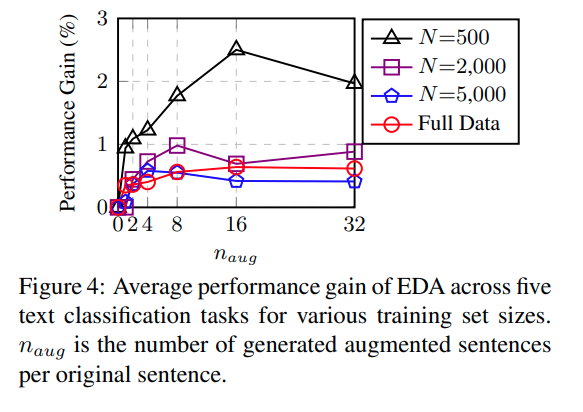 3
2
1
0
Performance Gain (%)
0 2 4 8 16 32
n_aug
N=500
N=2,000
N=5,000
Full Data
Figure 4: Average performance gain of EDA across five
text classification tasks for various training set sizes.
n_aug is the number of generated augmented sentences
per original sentence.